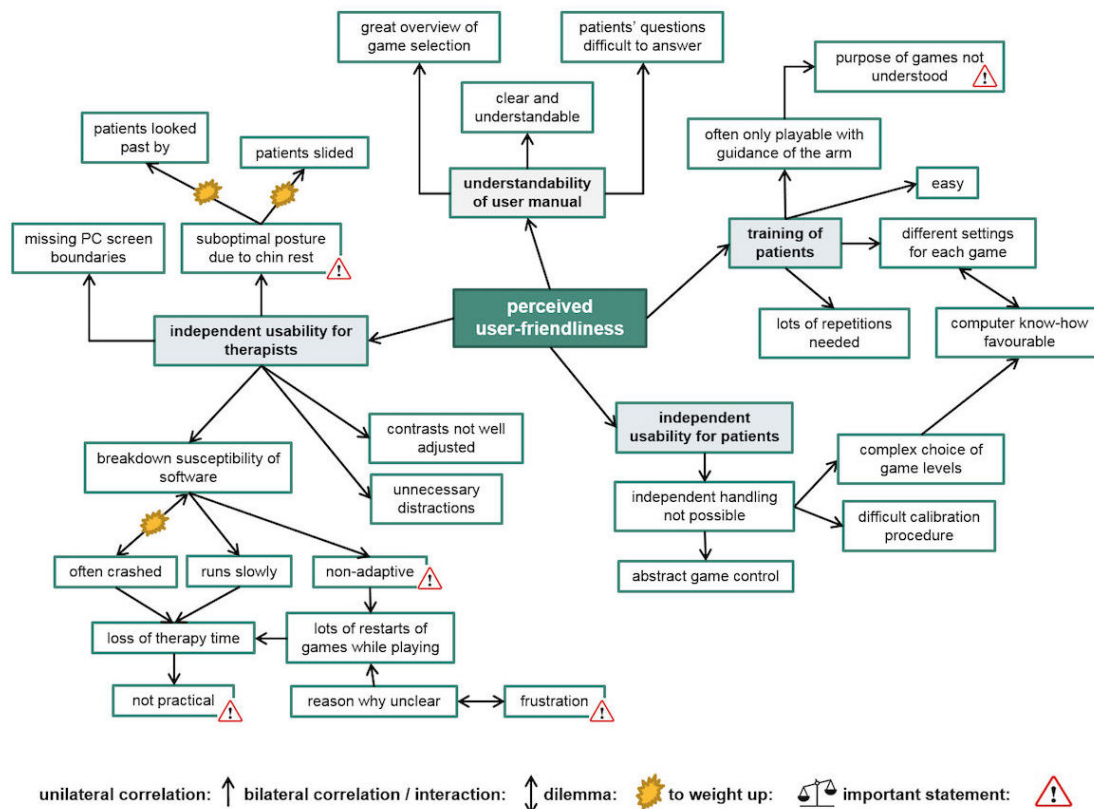 great overview of
game selection
patients' questions
difficult to answer
purpose of games not
understood
clear and
understandable
patients looked
past by
patients slided
often only playable with
guidance of the arm
easy
understandability
of user manual
missing PC screen
boundaries
suboptimal posture
due to chin rest
training of
patients
different settings
for each game
perceived
user-friendliness
independent usability for
therapists
lots of repetitions
needed
computer know-how
favourable
independent
usability for patients
contrasts not well
adjusted
breakdown susceptibility of
software
complex choice of
game levels
unnecessary
distractions
independent handling
not possible
difficult calibration
procedure
often crashed
runs slowly
non-adaptive
abstract game control
loss of therapy time
lots of restarts of
games while playing
not practical
reason why unclear
frustration
unilateral correlation: bilateral correlation / interaction: dilemma: to weight up: important statement: